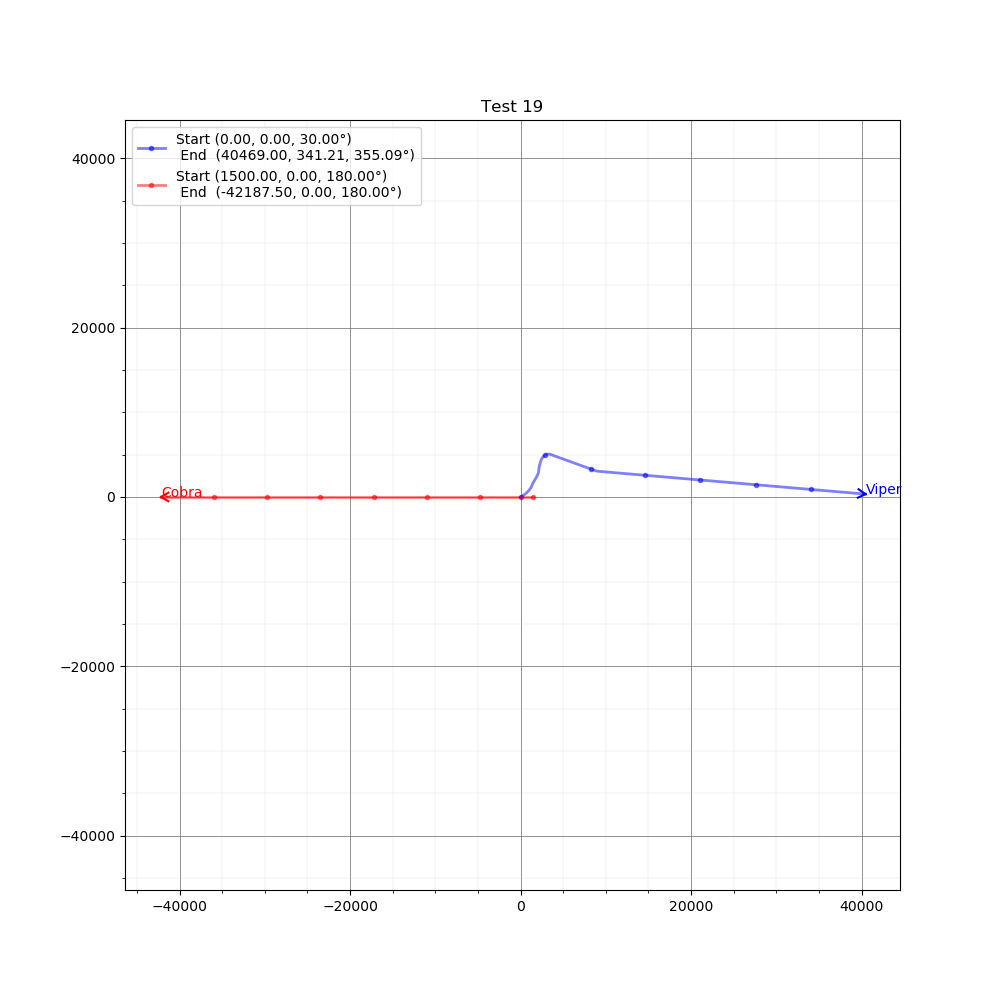 Test 19
Start (0.00, 0.00, 30.00°)
End (40469.00, 341.21, 355.09°)
Start (1500.00, 0.00, 180.00°)
End (-42187.50, 0.00, 180.00°)
40000
20000
0
−20000
−40000
Cobra
Viper
−40000
−20000
0
20000
40000